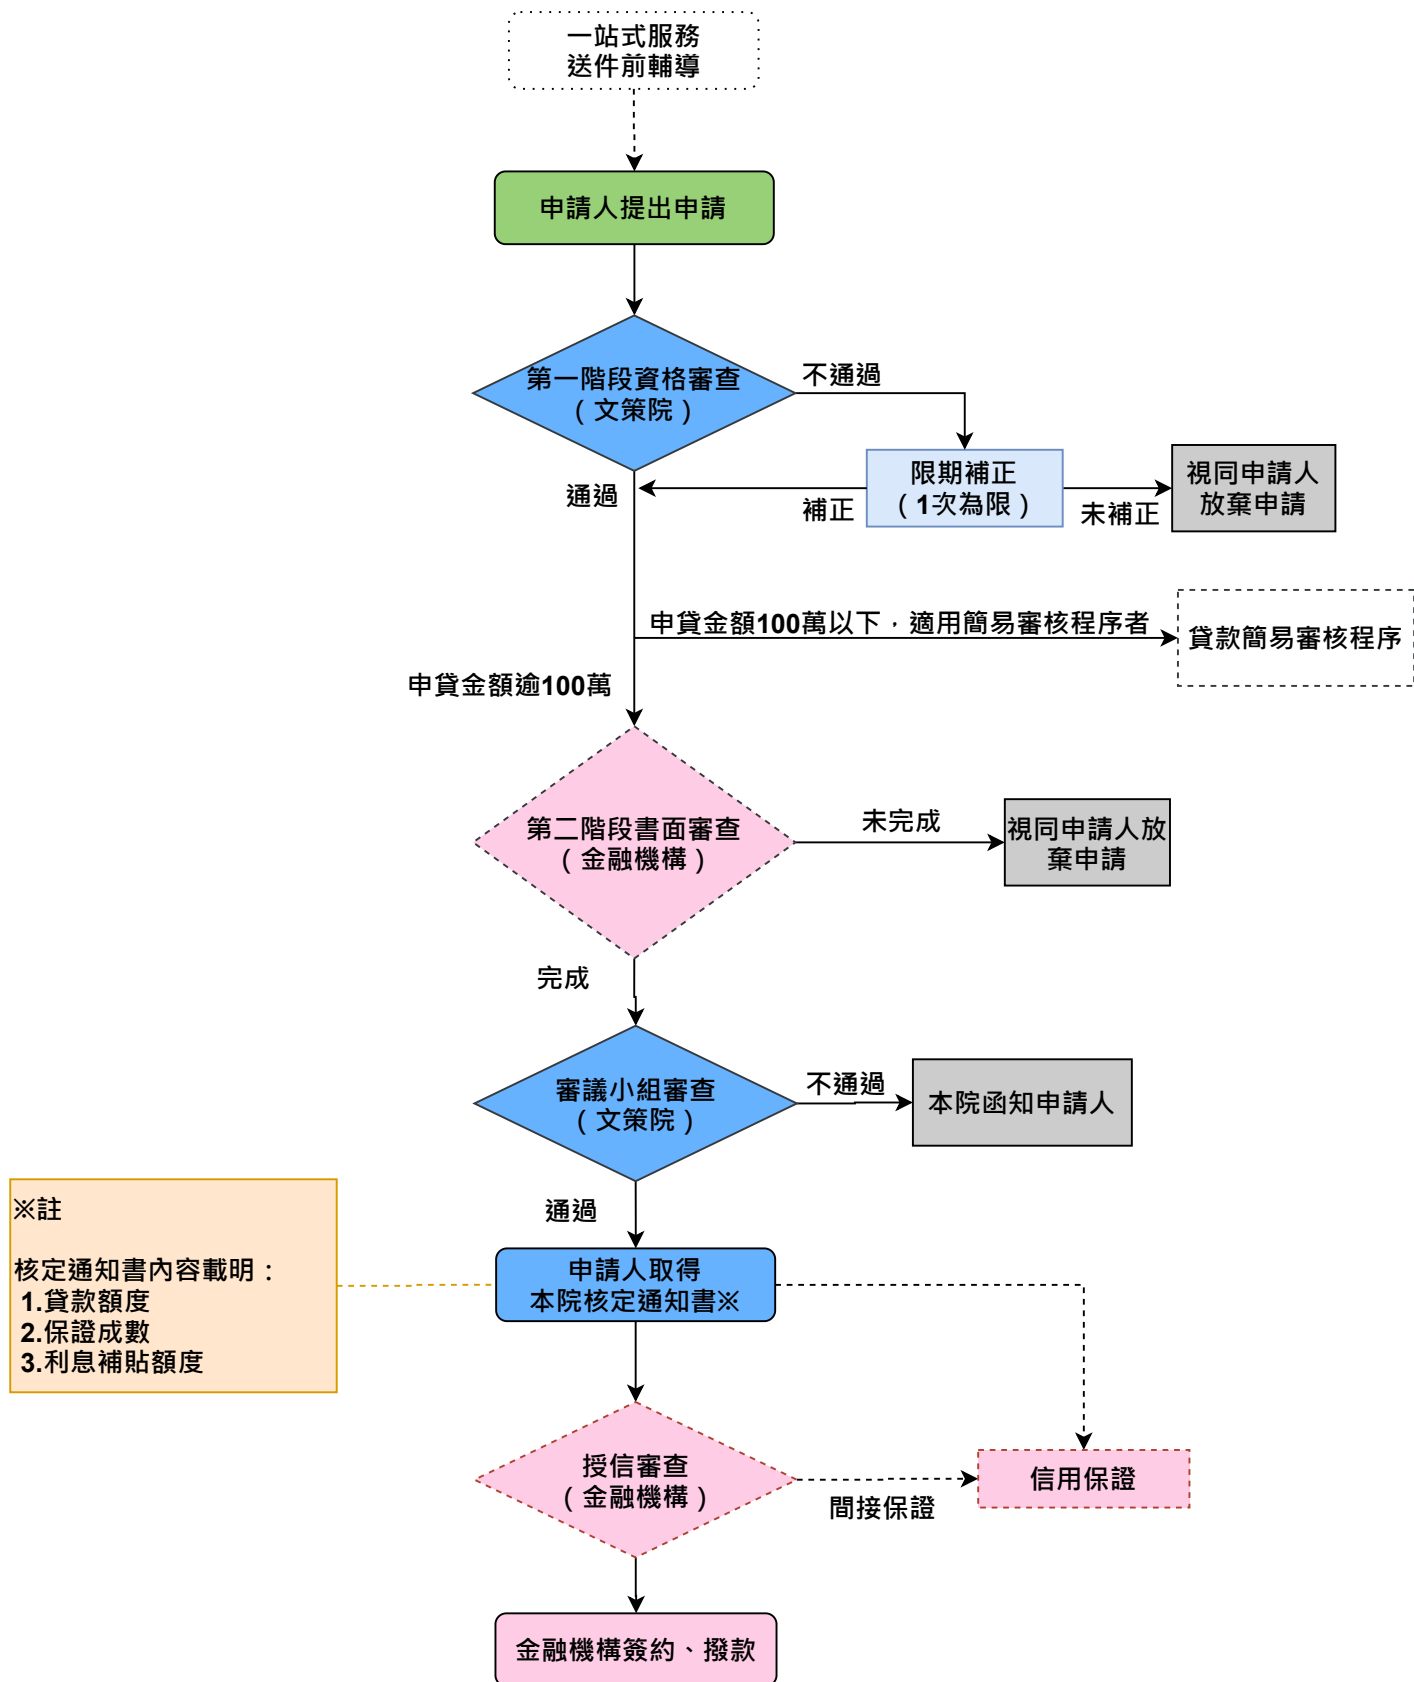 一站式服務
送件前輔導
申請人提出申請
第一階段資格審查
（文策院）
不通過
限期補正
（1次為限）
視同申請人
放棄申請
通過
補正
未補正
申貸金額100萬以下，適用簡易審核程序者
貸款簡易審核程序
申貸金額逾100萬
第二階段書面審查
（金融機構）
未完成
視同申請人放
棄申請
完成
審議小組審查
（文策院）
不通過
本院函知申請人
通過
※註
核定通知書內容載明：
1.貸款額度
2.保證成數
3.利息補貼額度
申請人取得
本院核定通知書※
授信審查
（金融機構）
間接保證
信用保證
金融機構簽約、撥款